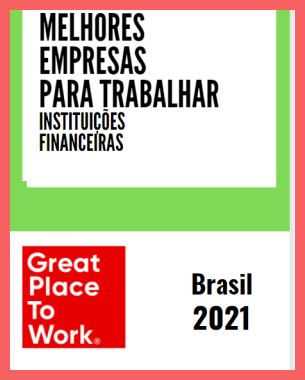 MELHORES
EMPRESAS
PARA TRABALHAR
INSTITUIÇÕES
FINANCEIRAS
Great
Place
To
Work®
Brasil
2021